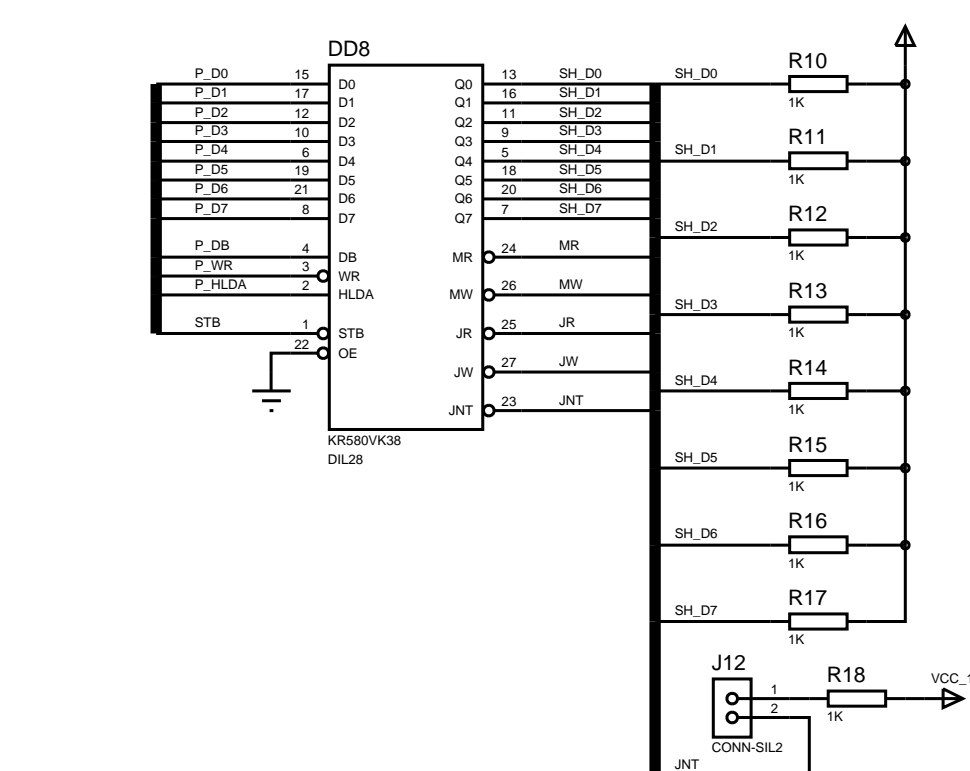 DD8
P_D0 15 D0 Q0 13 SH_D0
P_D1 17 D1 Q1 16 SH_D1
P_D2 12 D2 Q2 11 SH_D2
P_D3 10 D3 Q3 9 SH_D3
P_D4 6 D4 Q4 5 SH_D4
P_D5 19 D5 Q5 18 SH_D5
P_D6 21 D6 Q6 20 SH_D6
P_D7 8 D7 Q7 7 SH_D7
P_DB 4 DB MR 24 MR
P_WR 3 WR
P_HLDA 2 HLDA MW 26 MW
STB 1 STB JR 25 JR
22 OE
JW 27 JW
JNT 23 JNT
KR580VK38
DIL28
R10
SH_D0
1K
R11
SH_D1
1K
R12
SH_D2
1K
R13
SH_D3
1K
R14
SH_D4
1K
R15
SH_D5
1K
R16
SH_D6
1K
R17
SH_D7
1K
J12
1
2
CONN-SIL2
R18
1K
VCC_1
JNT